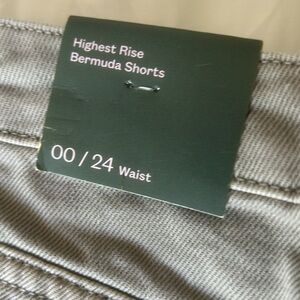 Highest Rise
Bermuda Shorts
00 / 24 Waist